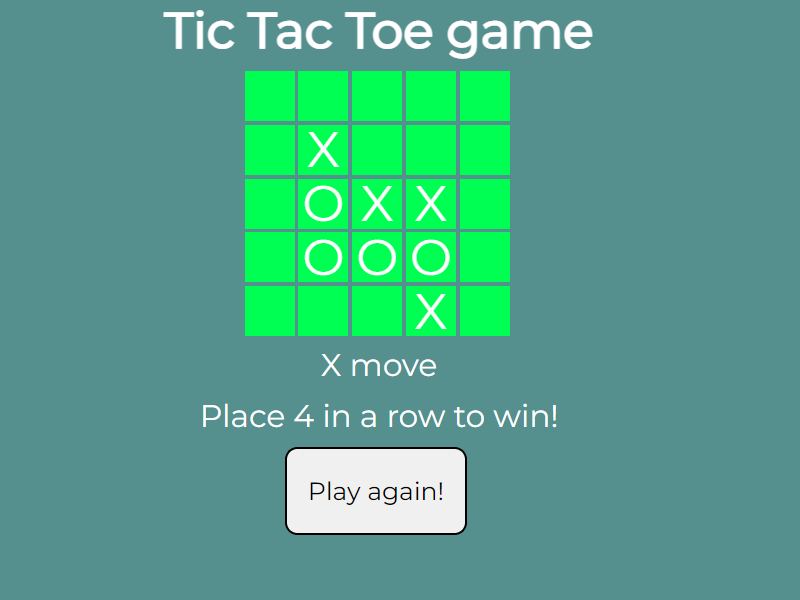 Tic Tac Toe game
X
O X X
O O O
X
X move
Place 4 in a row to win!
Play again!